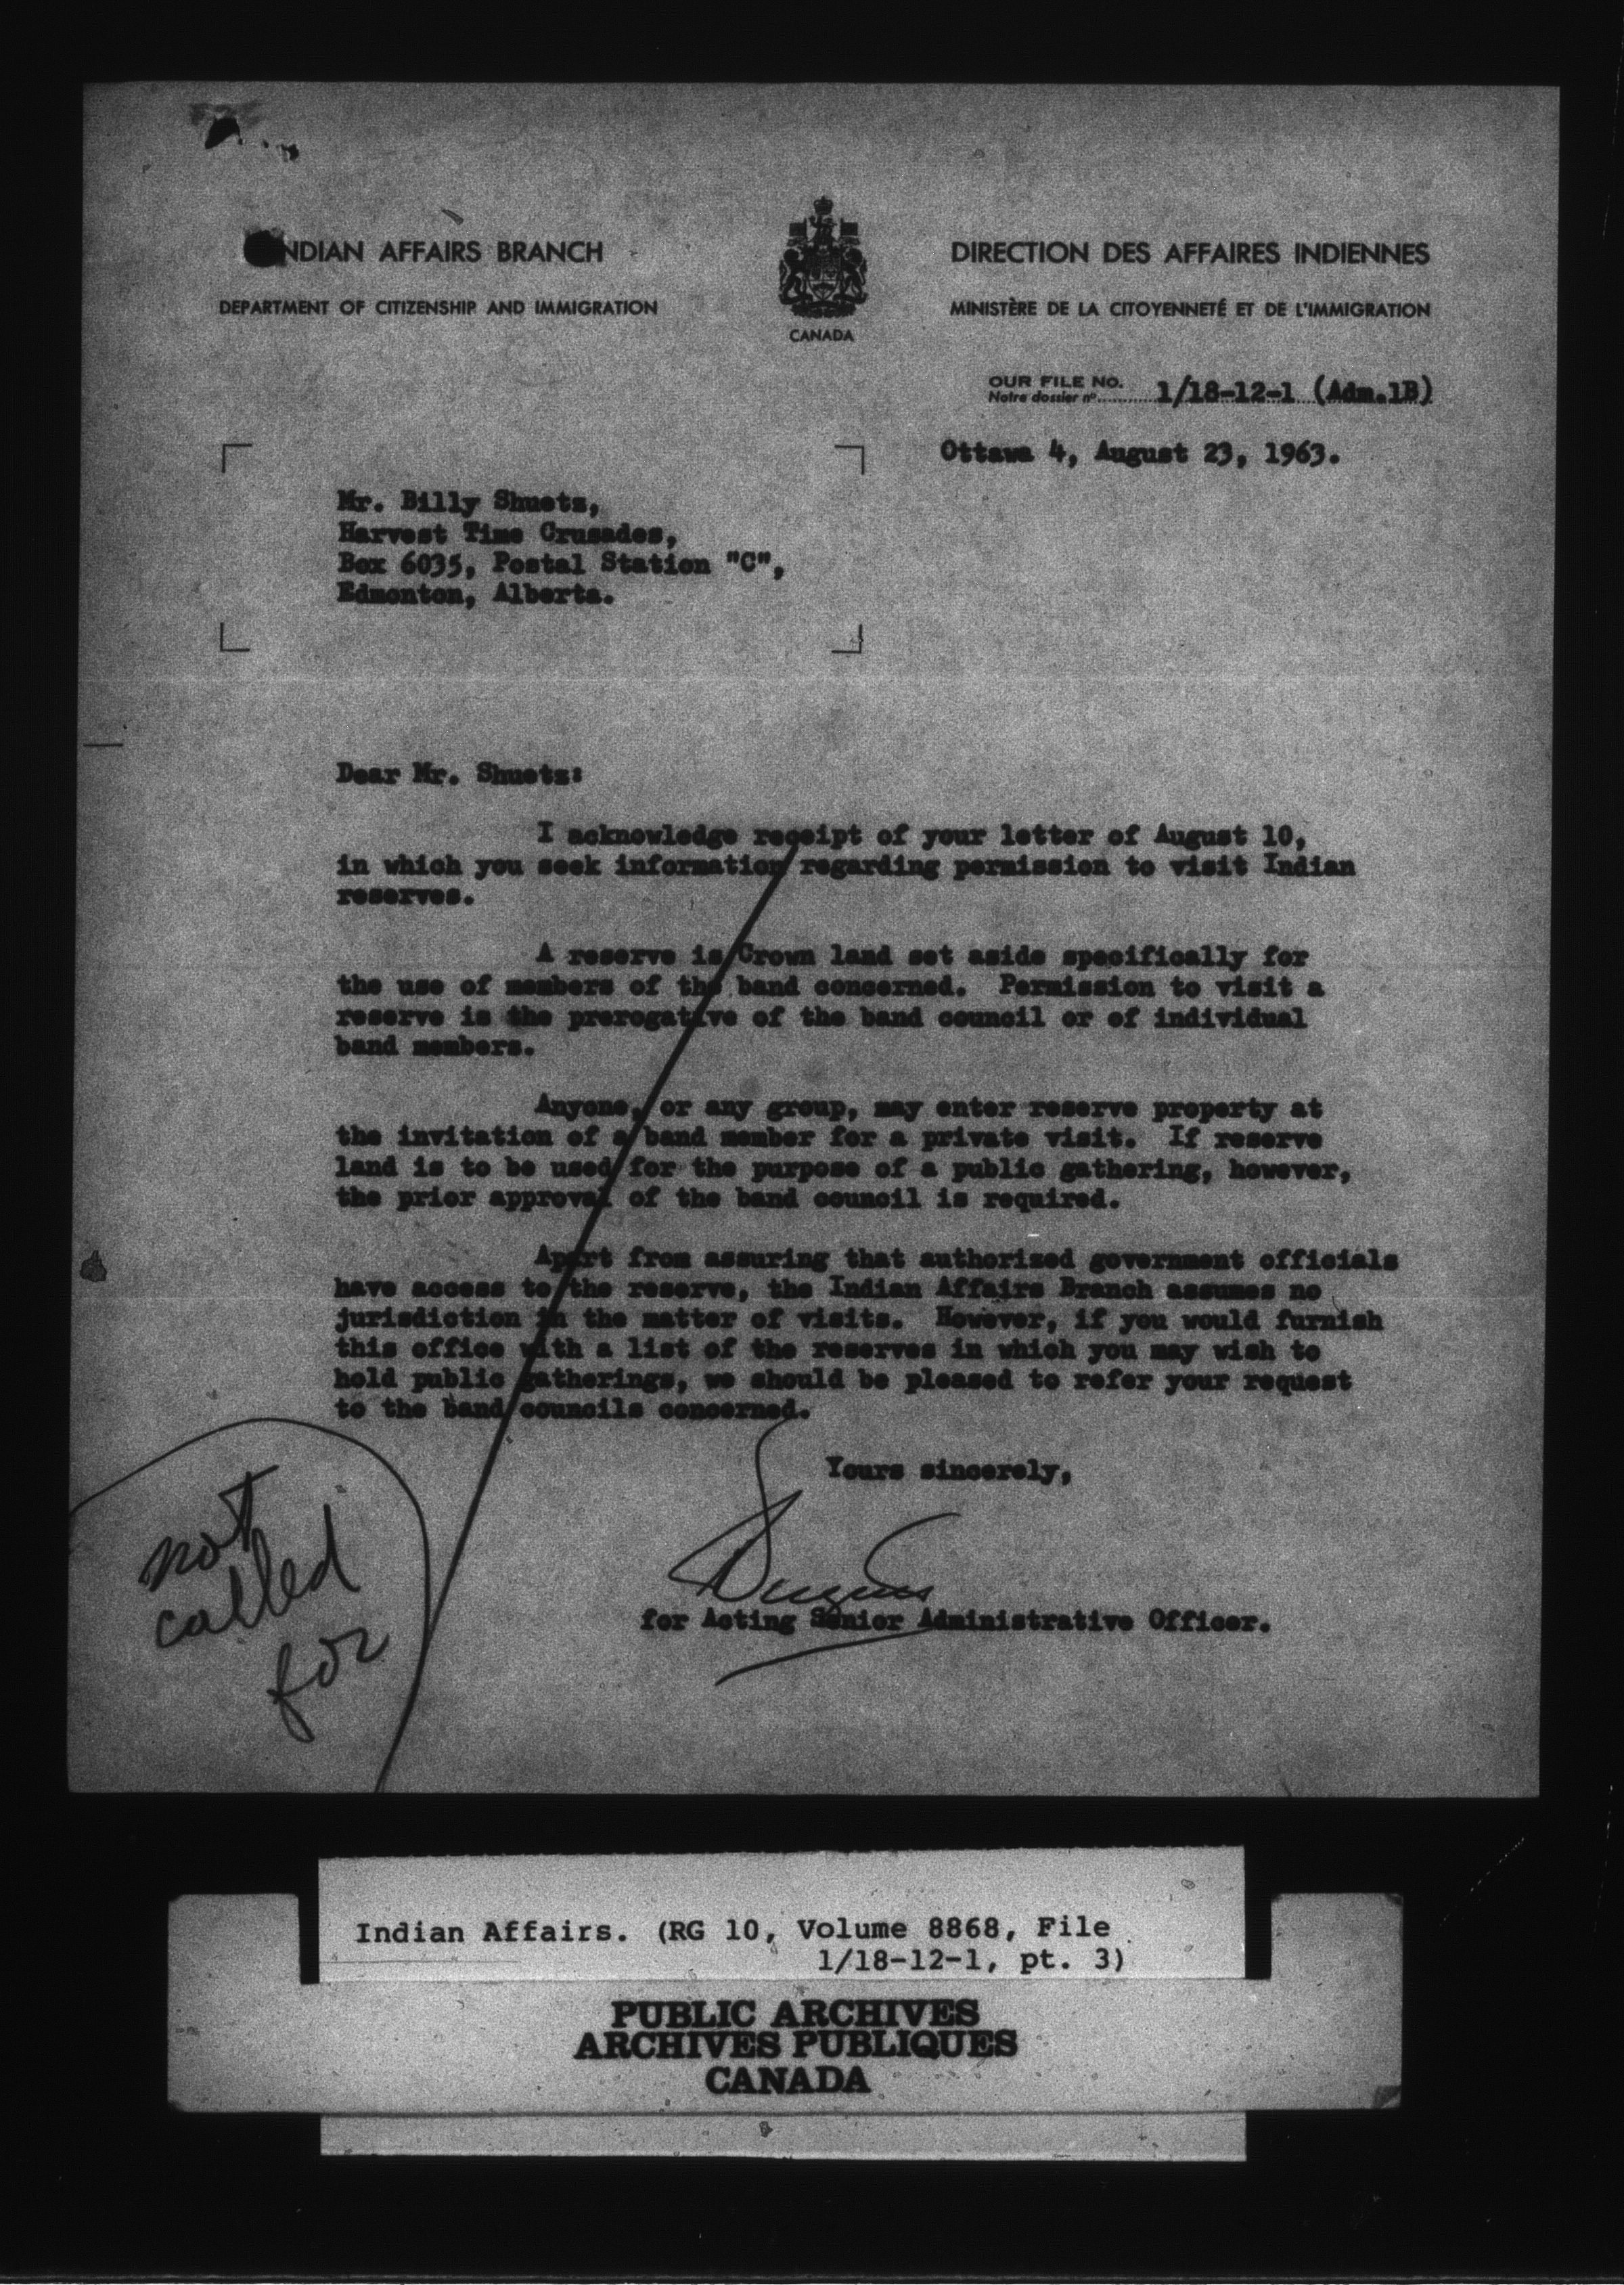 INDIAN AFFAIRS BRANCH
DEPARTMENT OF CITIZENSHIP AND IMMIGRATION
CANADA
DIRECTION DES AFFAIRES INDIENNES
MINISTÈRE DE LA CITOYENNETÉ ET DE L'IMMIGRATION
OUR FILE NO. 1/18-12-1 (Adm.1B)
Notre dossier nº
Ottawa 4, August 23, 1963.
Mr. Billy Shuetz,
Harvest Time Crusades,
Box 6035, Postal Station "C",
Edmonton, Alberta.
Dear Mr. Shuetz:
I acknowledge receipt of your letter of August 10,
in which you seek information regarding permission to visit Indian
reserves.
A reserve is Crown land set aside specifically for
the use of members of the band concerned. Permission to visit a
reserve is the prerogative of the band council or of individual
band members.
Anyone, or any group, may enter reserve property at
the invitation of a band member for a private visit. If reserve
land is to be used for the purpose of a public gathering, however,
the prior approval of the band council is required.
Apart from assuring that authorized government officials
have access to the reserve, the Indian Affairs Branch assumes no
jurisdiction in the matter of visits. However, if you would furnish
this office with a list of the reserves in which you may wish to
hold public gatherings, we should be pleased to refer your request
to the band councils concerned.
Yours sincerely,
for Acting Senior Administrative Officer.
not
called
for
Indian Affairs. (RG 10, Volume 8868, File
1/18-12-1, pt. 3)
PUBLIC ARCHIVES
ARCHIVES PUBLIQUES
CANADA